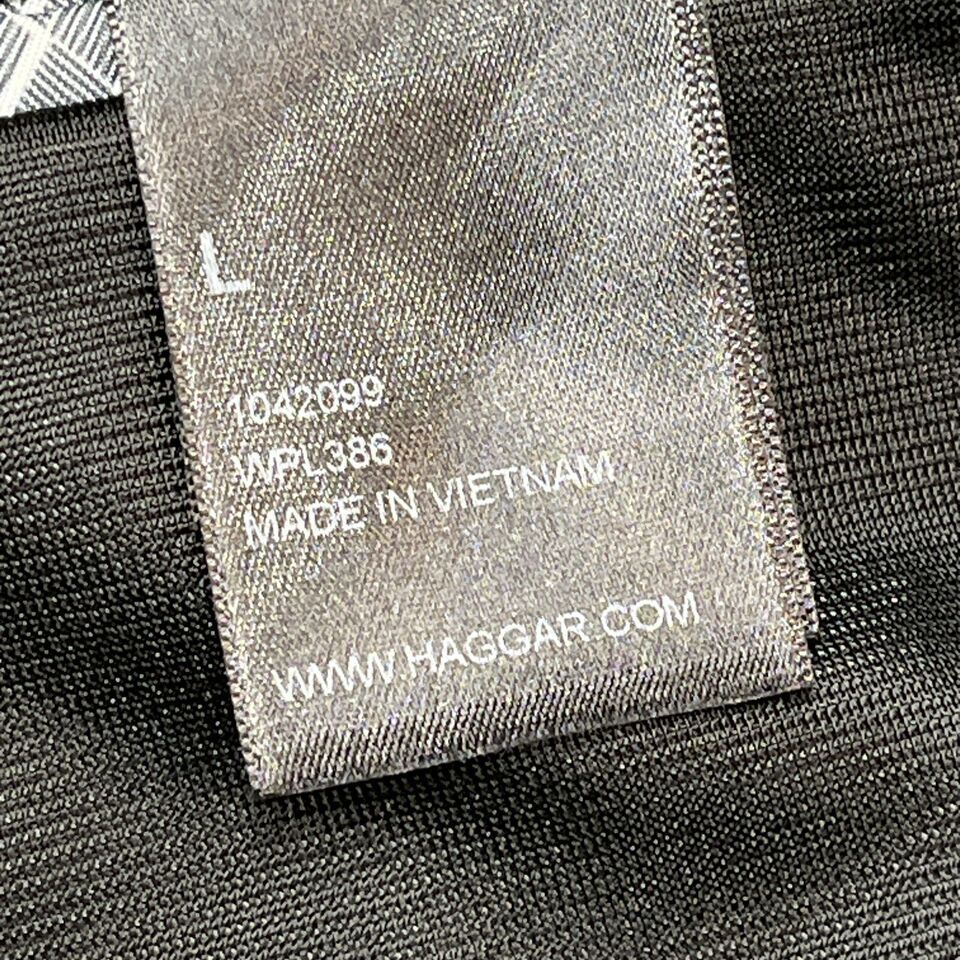 L
1042099
WPL386
MADE IN VIETNAM
WWW.HAGGAR.COM